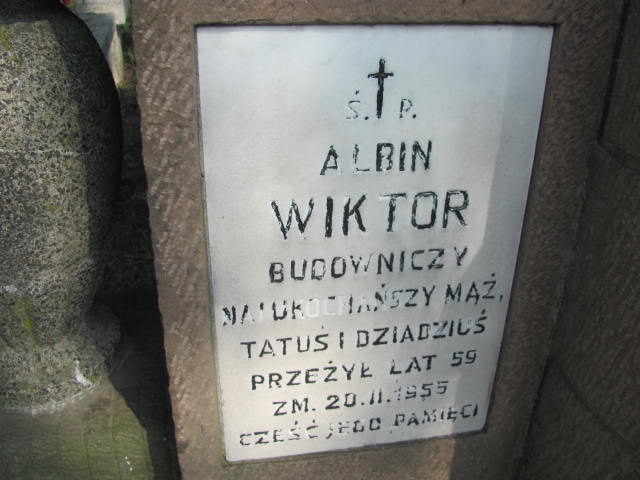 Ś. P.
ALBIN
WIKTOR
BUDOWNICZY
NAJUKOCHAŃSZY MĄŻ,
TATUŚ I DZIADZIUŚ
PRZEŻYŁ LAT 59
ZM. 20.II.1955
CZEŚĆ JEGO PAMIĘCI